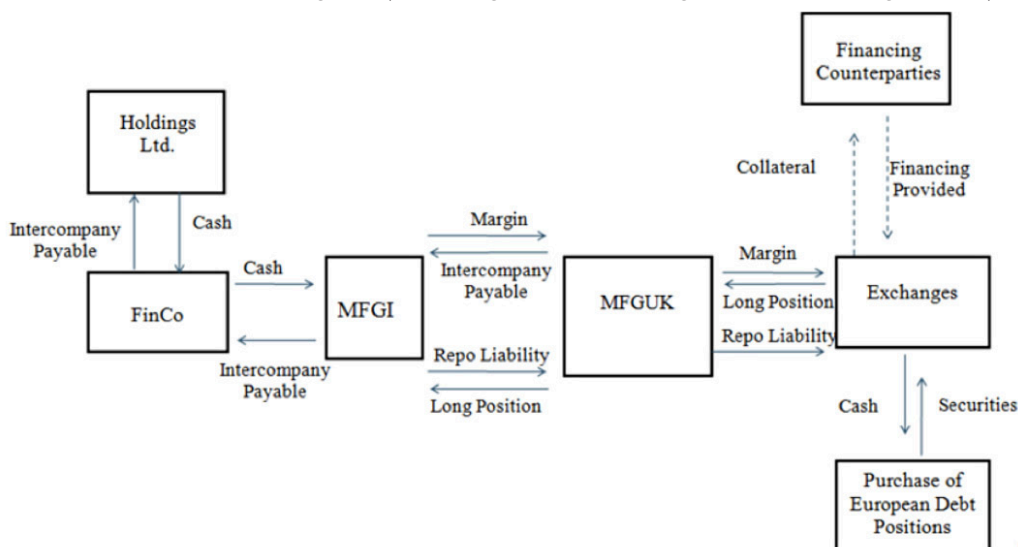 Financing
Counterparties
Holdings
Ltd.
Collateral
Financing
Provided
Intercompany
Payable
Cash
Margin
Intercompany
Payable
Margin
Long Position
Repo Liability
Exchanges
Cash
FinCo
MFGI
MFGUK
Intercompany
Payable
Repo Liability
Long Position
Cash
Securities
Purchase of
European Debt
Positions